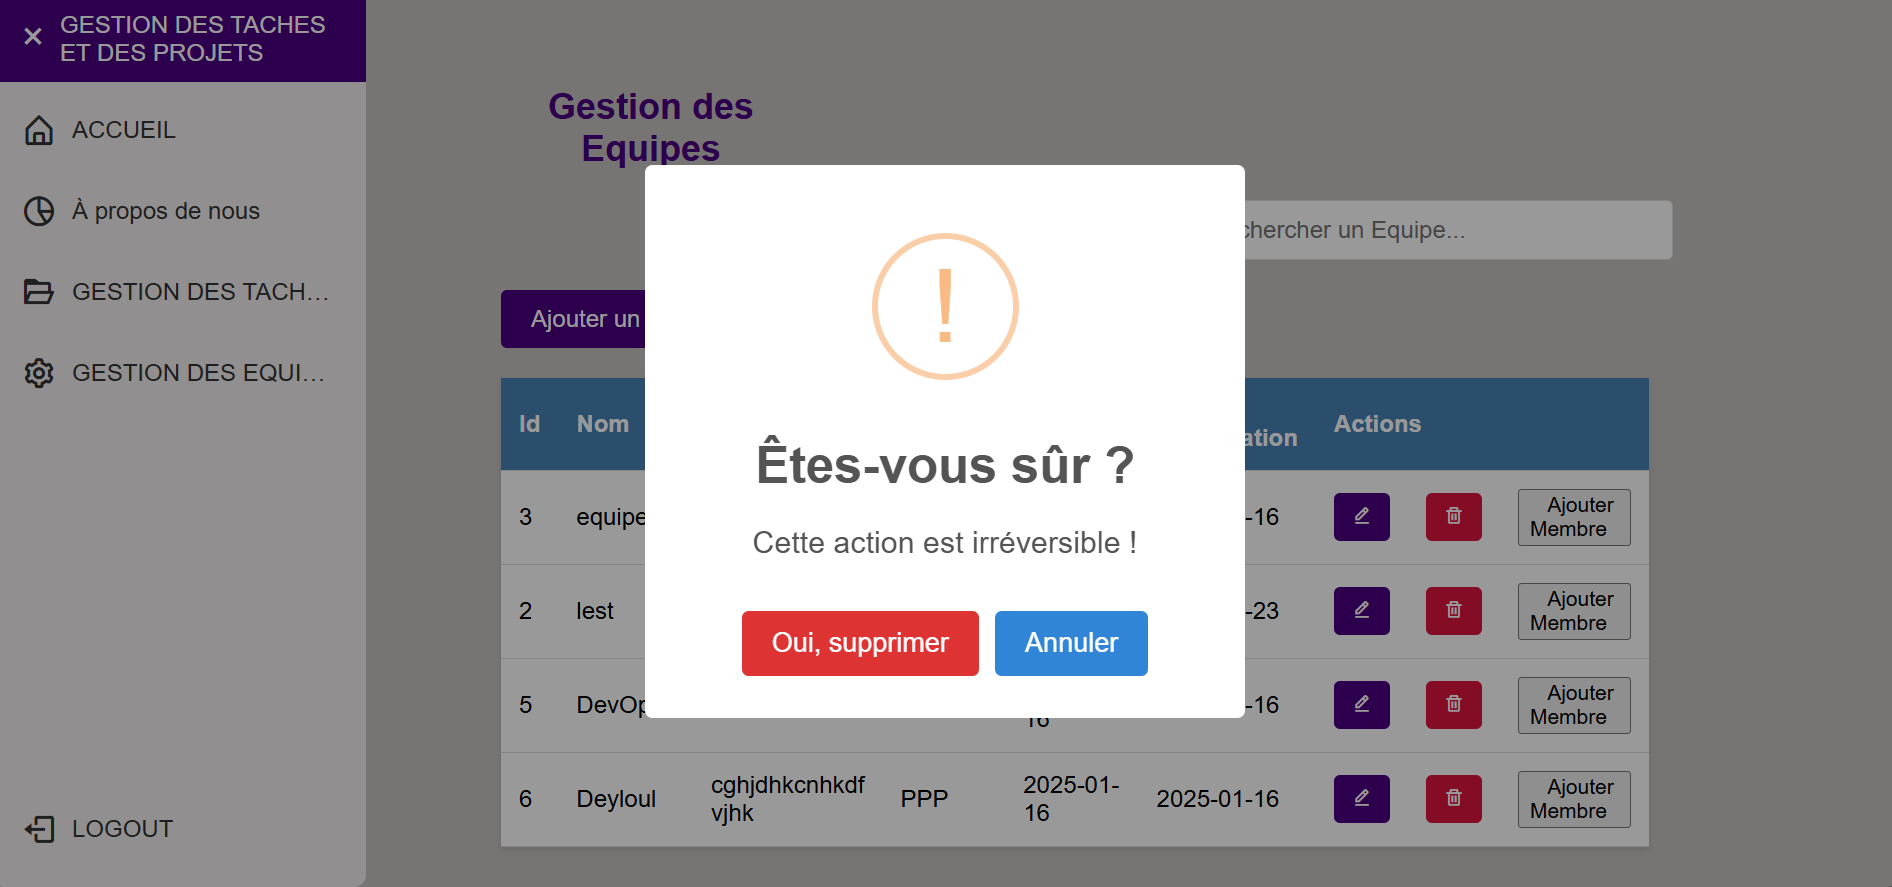 GESTION DES TACHES
ET DES PROJETS
ACCUEIL
À propos de nous
GESTION DES TACH...
GESTION DES EQUI...
LOGOUT
Gestion des
Equipes
chercher un Equipe...
Ajouter un
Id Nom ation Actions
3 equipe -16 Ajouter
Membre
2 lest -23 Ajouter
Membre
5 DevOp 16 -16 Ajouter
Membre
6 Deyloul cghjdhkcnhkdf PPP 2025-01- 2025-01-16 Ajouter
vjhk 16 Membre
!
Êtes-vous sûr ?
Cette action est irréversible !
Oui, supprimer Annuler